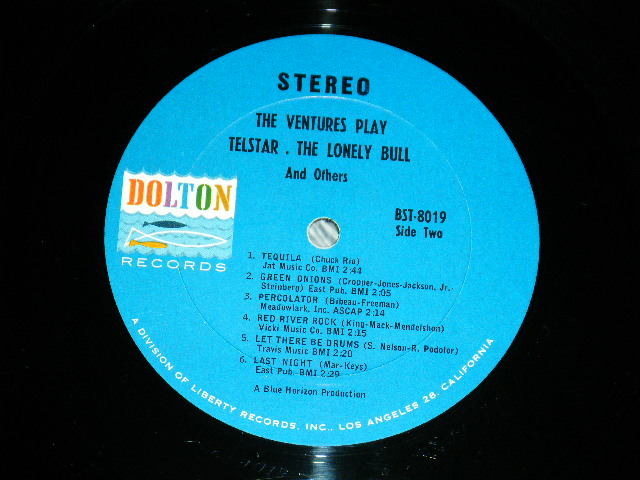 STEREO
THE VENTURES PLAY
TELSTAR . THE LONELY BULL
And Others
DOLTON
RECORDS
BST-8019
Side Two
1. TEQUILA (Chuck Rio)
Jat Music Co. BMI 2:44
2. GREEN ONIONS (Cropper-Jones-Jackson, Jr.-
Steinberg) East Pub. BMI 2:05
3. PERCOLATOR (Bibeau-Freeman)
Meadowlark, Inc. ASCAP 2:14
4. RED RIVER ROCK (King-Mack-Mendelshon)
Vicki Music Co. BMI 2:15
5. LET THERE BE DRUMS (S. Nelson-R. Podolor)
Travis Music BMI 2:20
6. LAST NIGHT (Mar-Keys)
East Pub. BMI 2:29
A Blue Horizon Production
A DIVISION OF LIBERTY RECORDS, INC., LOS ANGELES 28, CALIFORNIA